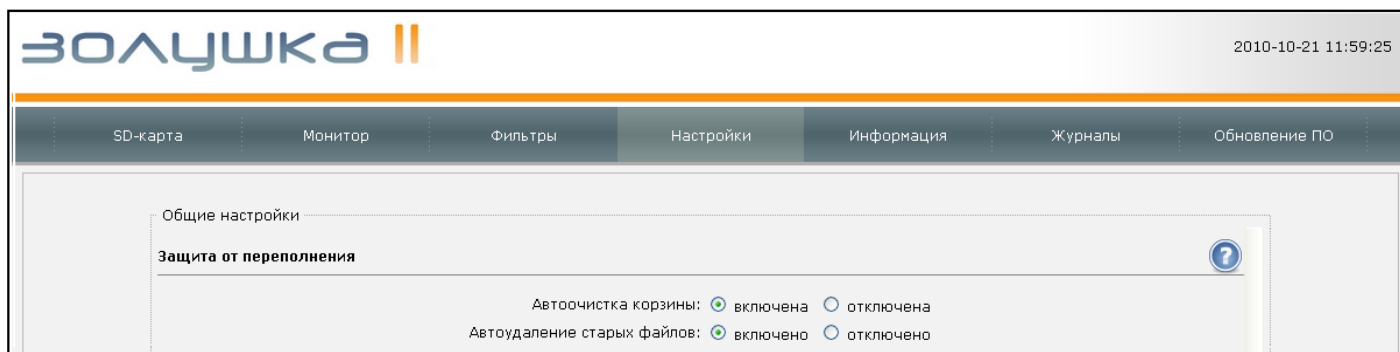 золушка II
2010-10-21 11:59:25
SD-карта Монитор Фильтры Настройки Информация Журналы Обновление ПО
Общие настройки
Защита от переполнения
?
Автоочистка корзины: включена отключена
Автоудаление старых файлов: включено отключено